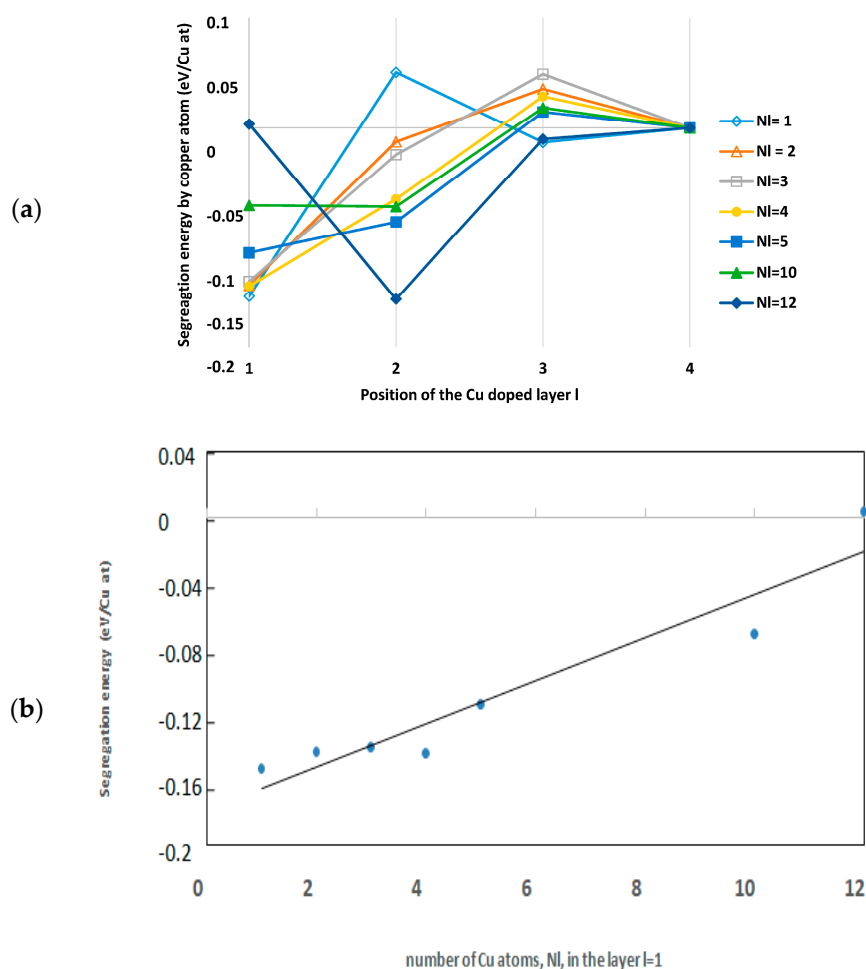 (a)
Segreagtion energy by copper atom (eV/Cu at)
0.1
0.05
0
-0.05
-0.1
-0.15
-0.2
1 2 3 4
Position of the Cu doped layer l
Nl= 1
Nl = 2
Nl=3
Nl=4
Nl=5
Nl=10
Nl=12
(b)
Segregation energy (eV/Cu at)
0.04
0
-0.04
-0.08
-0.12
-0.16
-0.2
0 2 4 6 8 10 12
number of Cu atoms, Nl, in the layer l=1